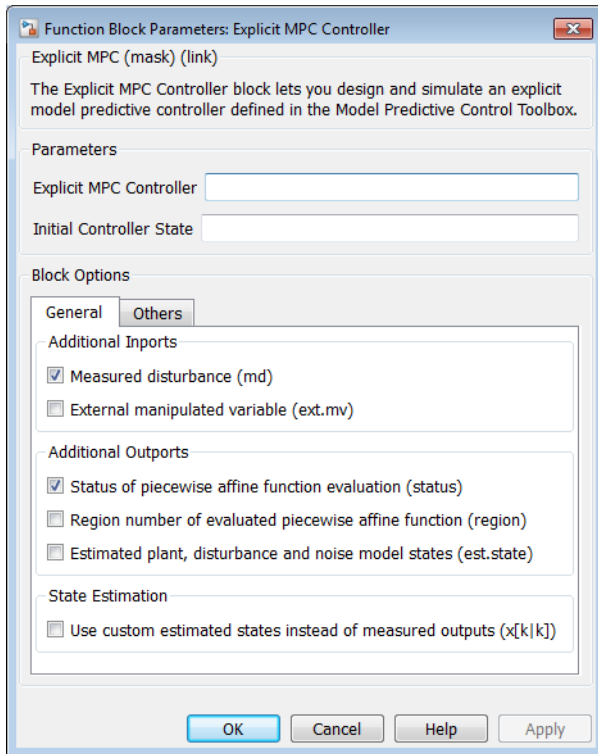 Function Block Parameters: Explicit MPC Controller
Explicit MPC (mask) (link)
The Explicit MPC Controller block lets you design and simulate an explicit
model predictive controller defined in the Model Predictive Control Toolbox.
Parameters
Explicit MPC Controller
Initial Controller State
Block Options
General Others
Additional Inports
Measured disturbance (md)
External manipulated variable (ext.mv)
Additional Outports
Status of piecewise affine function evaluation (status)
Region number of evaluated piecewise affine function (region)
Estimated plant, disturbance and noise model states (est.state)
State Estimation
Use custom estimated states instead of measured outputs (x[k|k])
OK Cancel Help Apply